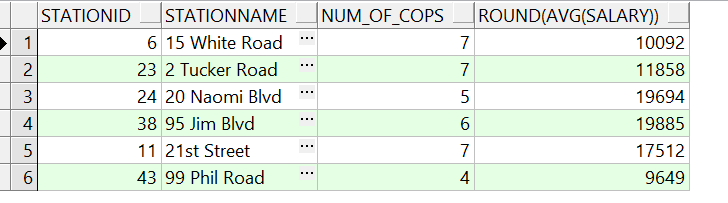 STATIONID STATIONNAME NUM_OF_COPS ROUND(AVG(SALARY))
1 6 15 White Road ... 7 10092
2 23 2 Tucker Road ... 7 11858
3 24 20 Naomi Blvd ... 5 19694
4 38 95 Jim Blvd ... 6 19885
5 11 21st Street ... 7 17512
6 43 99 Phil Road ... 4 9649